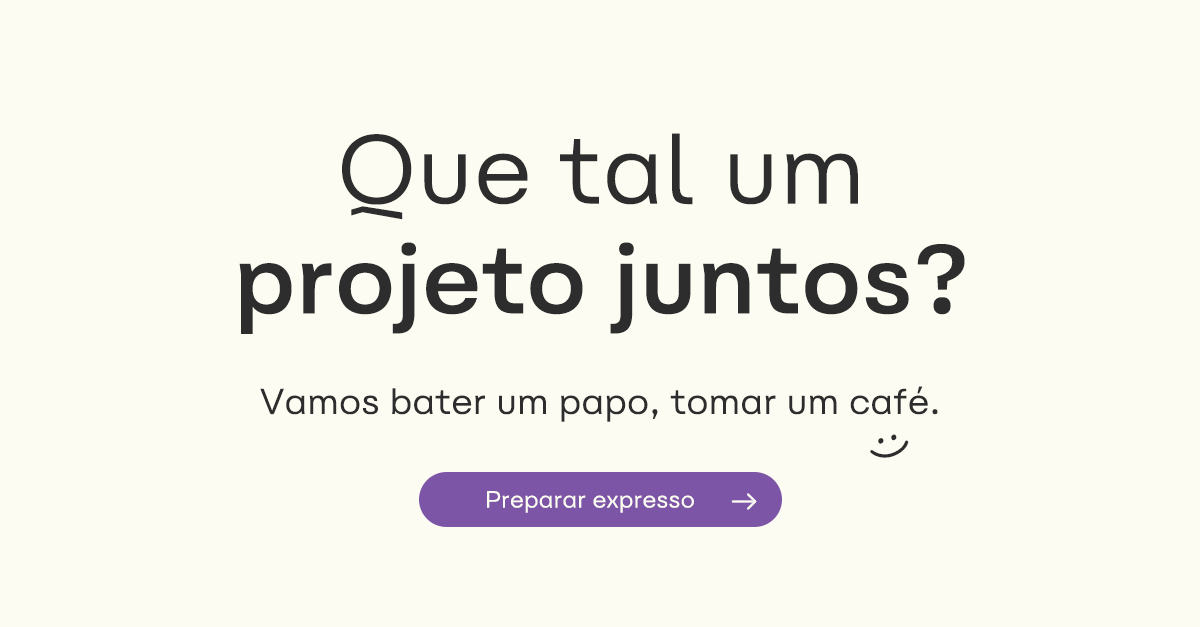 Que tal um
projeto juntos?
Vamos bater um papo, tomar um café.
Preparar expresso